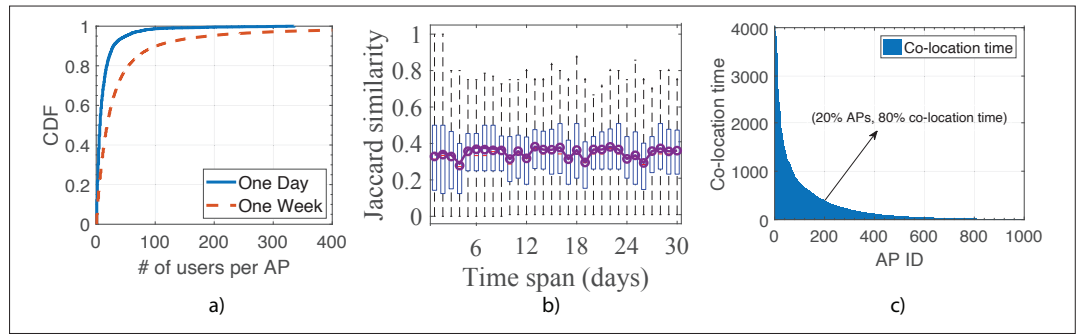 1
0.8
0.6
0.4
0.2
0
CDF
One Day
One Week
0 100 200 300 400
# of users per AP
a)
1
0.8
0.6
0.4
0.2
0
Jaccard similarity
6 12 18 24 30
Time span (days)
b)
4000
3000
2000
1000
0
Co-location time
Co-location time
(20% APs, 80% co-location time)
0 200 400 600 800 1000
AP ID
c)